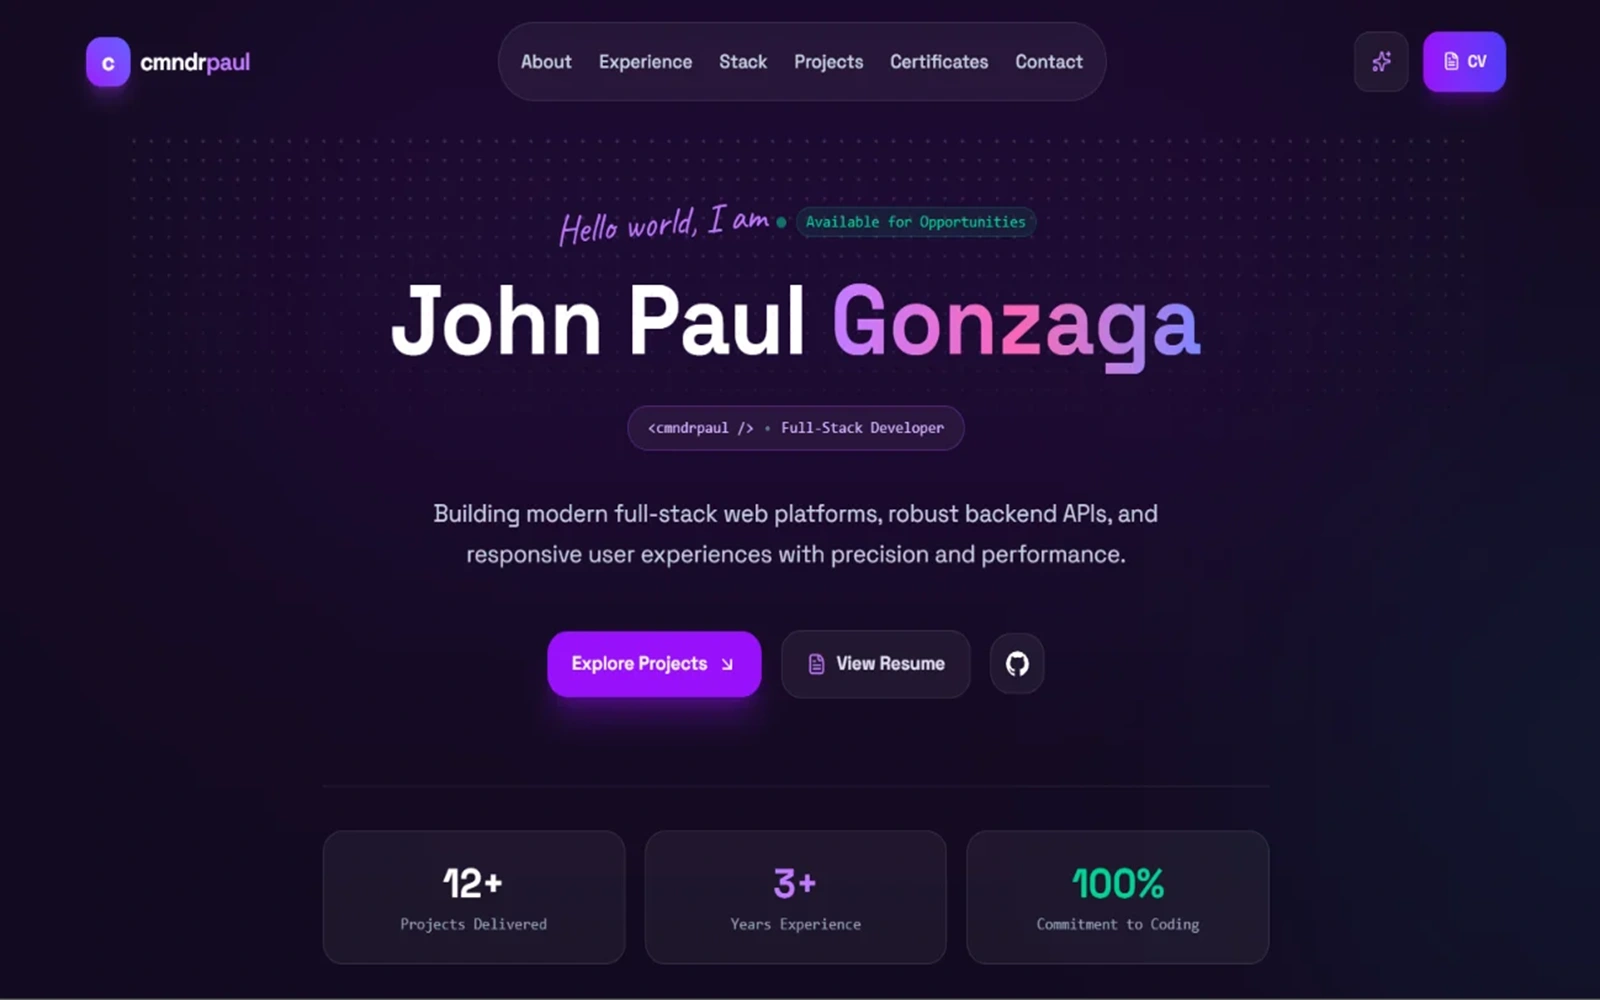 c cmndrpaul
About Experience Stack Projects Certificates Contact
CV
Hello world, I am
Available for Opportunities
John Paul Gonzaga
<cmndrpaul /> • Full-Stack Developer
Building modern full-stack web platforms, robust backend APIs, and
responsive user experiences with precision and performance.
Explore Projects
View Resume
12+
Projects Delivered
3+
Years Experience
100%
Commitment to Coding